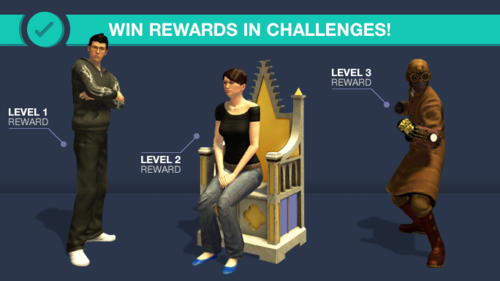 WIN REWARDS IN CHALLENGES!
LEVEL 1
REWARD
LEVEL 2
REWARD
LEVEL 3
REWARD